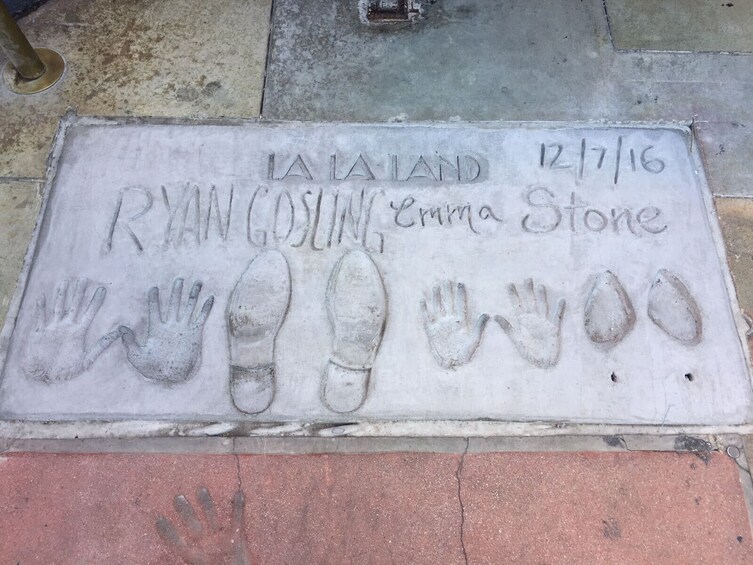 LA LA LAND 12/7/16
RYAN GOSLING emma Stone